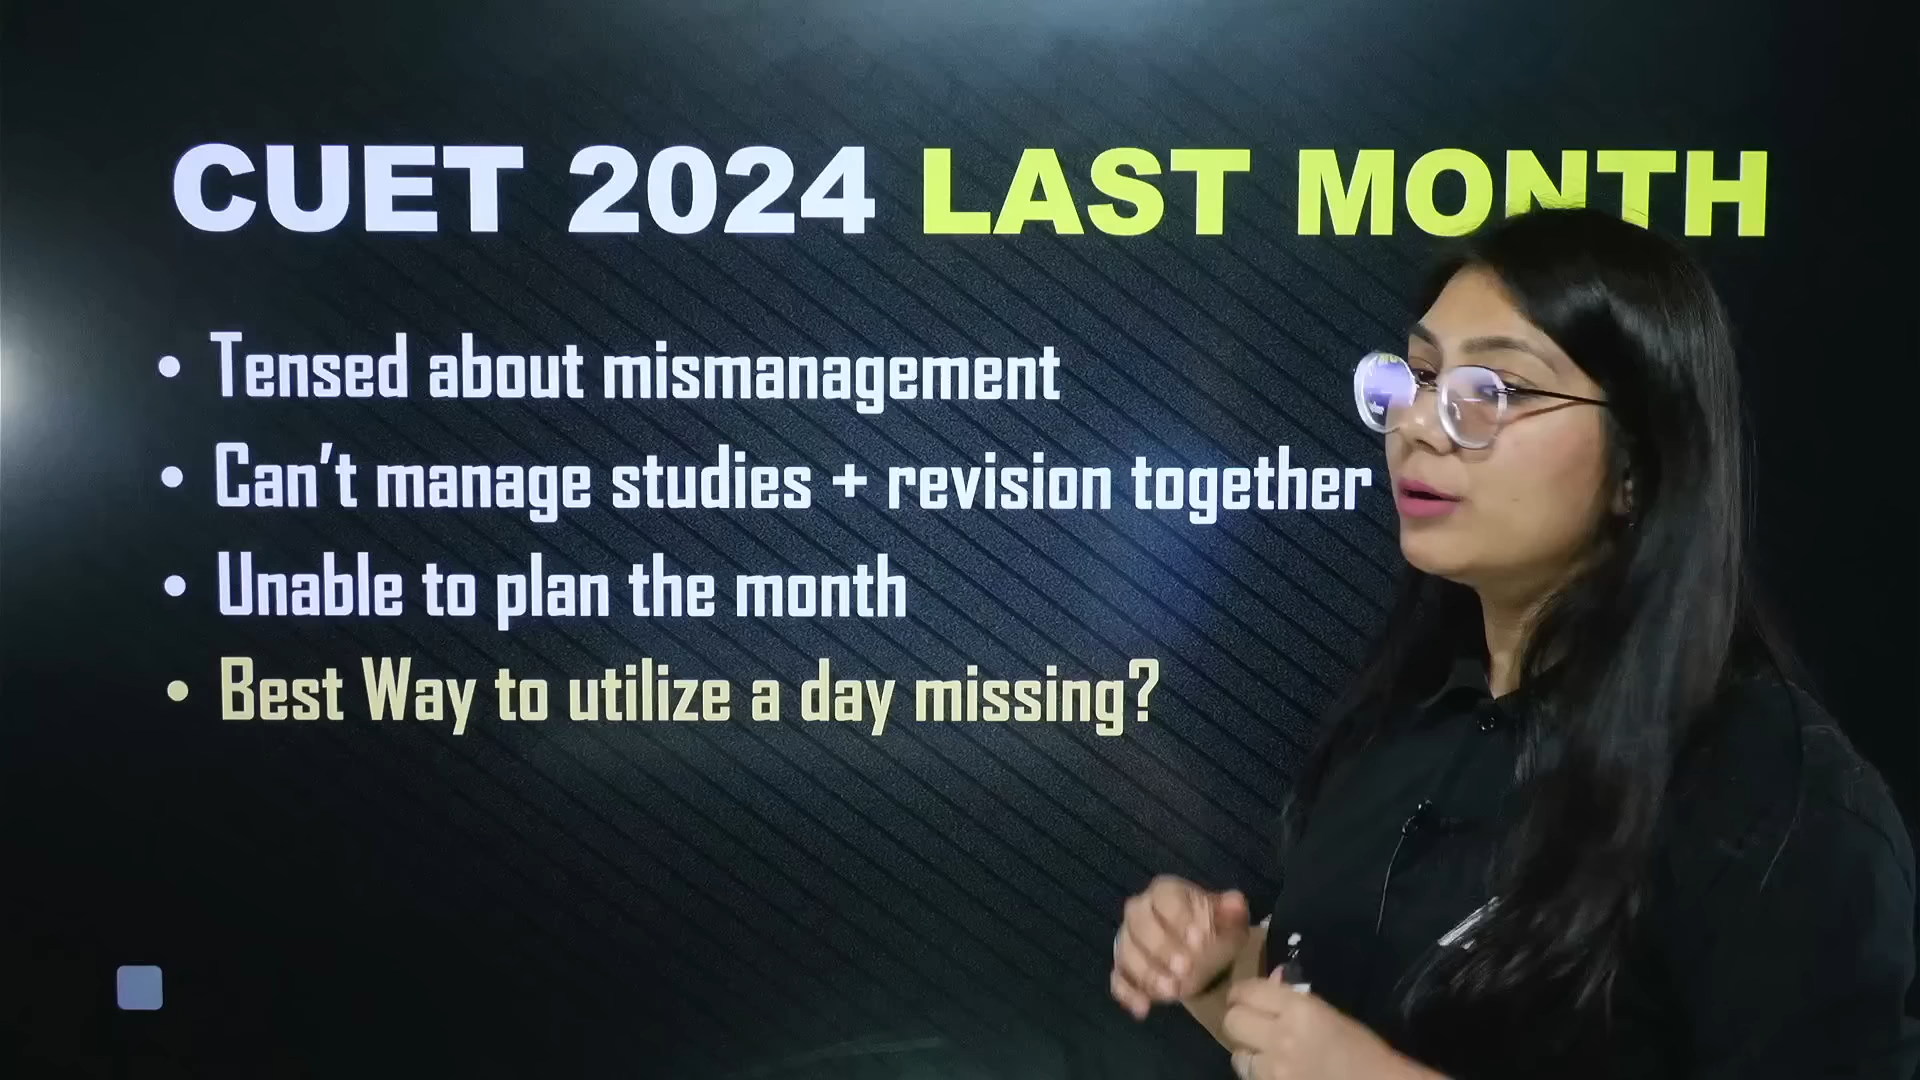 CUET 2024 LAST MONTH
• Tensed about mismanagement
• Can't manage studies + revision together
• Unable to plan the month
• Best Way to utilize a day missing?